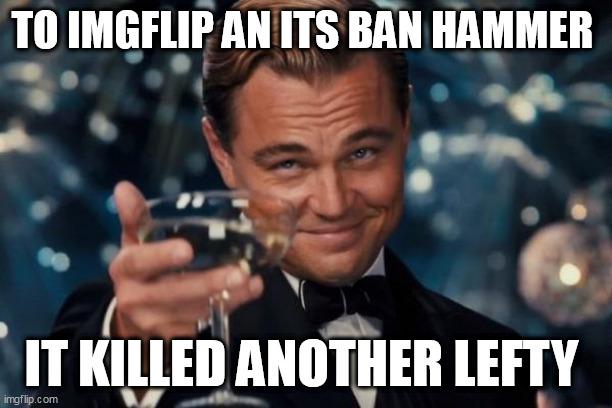 TO IMGFLIP AN ITS BAN HAMMER
IT KILLED ANOTHER LEFTY
imgflip.com